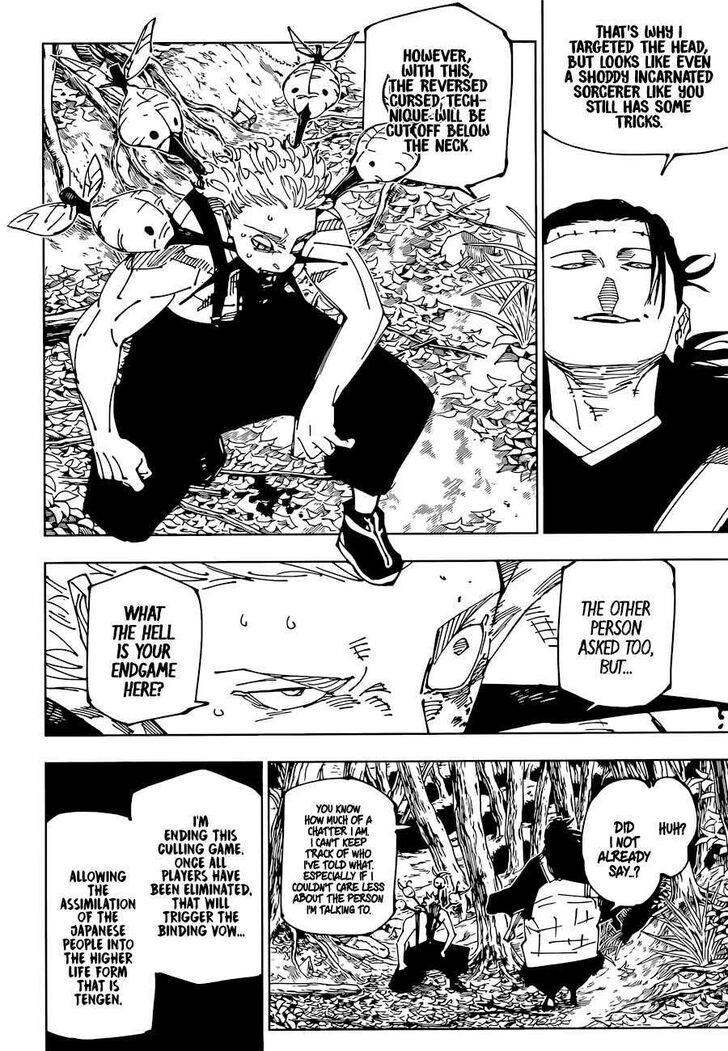 THAT'S WHY I
TARGETED THE HEAD,
BUT LOOKS LIKE EVEN
A SHODDY INCARNATED
SORCERER LIKE YOU
STILL HAS SOME
TRICKS.
HOWEVER,
WITH THIS,
THE REVERSED
CURSED TECH-
NIQUE WILL BE
CUT OFF BELOW
THE NECK.
THE OTHER
PERSON
ASKED TOO,
BUT...
WHAT
THE HELL
IS YOUR
ENDGAME
HERE?
HUH?
DID
I NOT
ALREADY
SAY..?
YOU KNOW
HOW MUCH OF A
CHATTER I AM.
I CAN'T KEEP
TRACK OF WHO
I'VE TOLD WHAT.
ESPECIALLY IF I
COULDN'T CARE LESS
ABOUT THE PERSON
I'M TALKING TO.
I'M
ENDING THIS
CULLING GAME.
ONCE ALL
PLAYERS HAVE
BEEN ELIMINATED,
THAT WILL
TRIGGER THE
BINDING VOW...
ALLOWING
THE
ASSIMILATION
OF THE
JAPANESE
PEOPLE INTO
THE HIGHER
LIFE FORM
THAT IS
TENGEN.